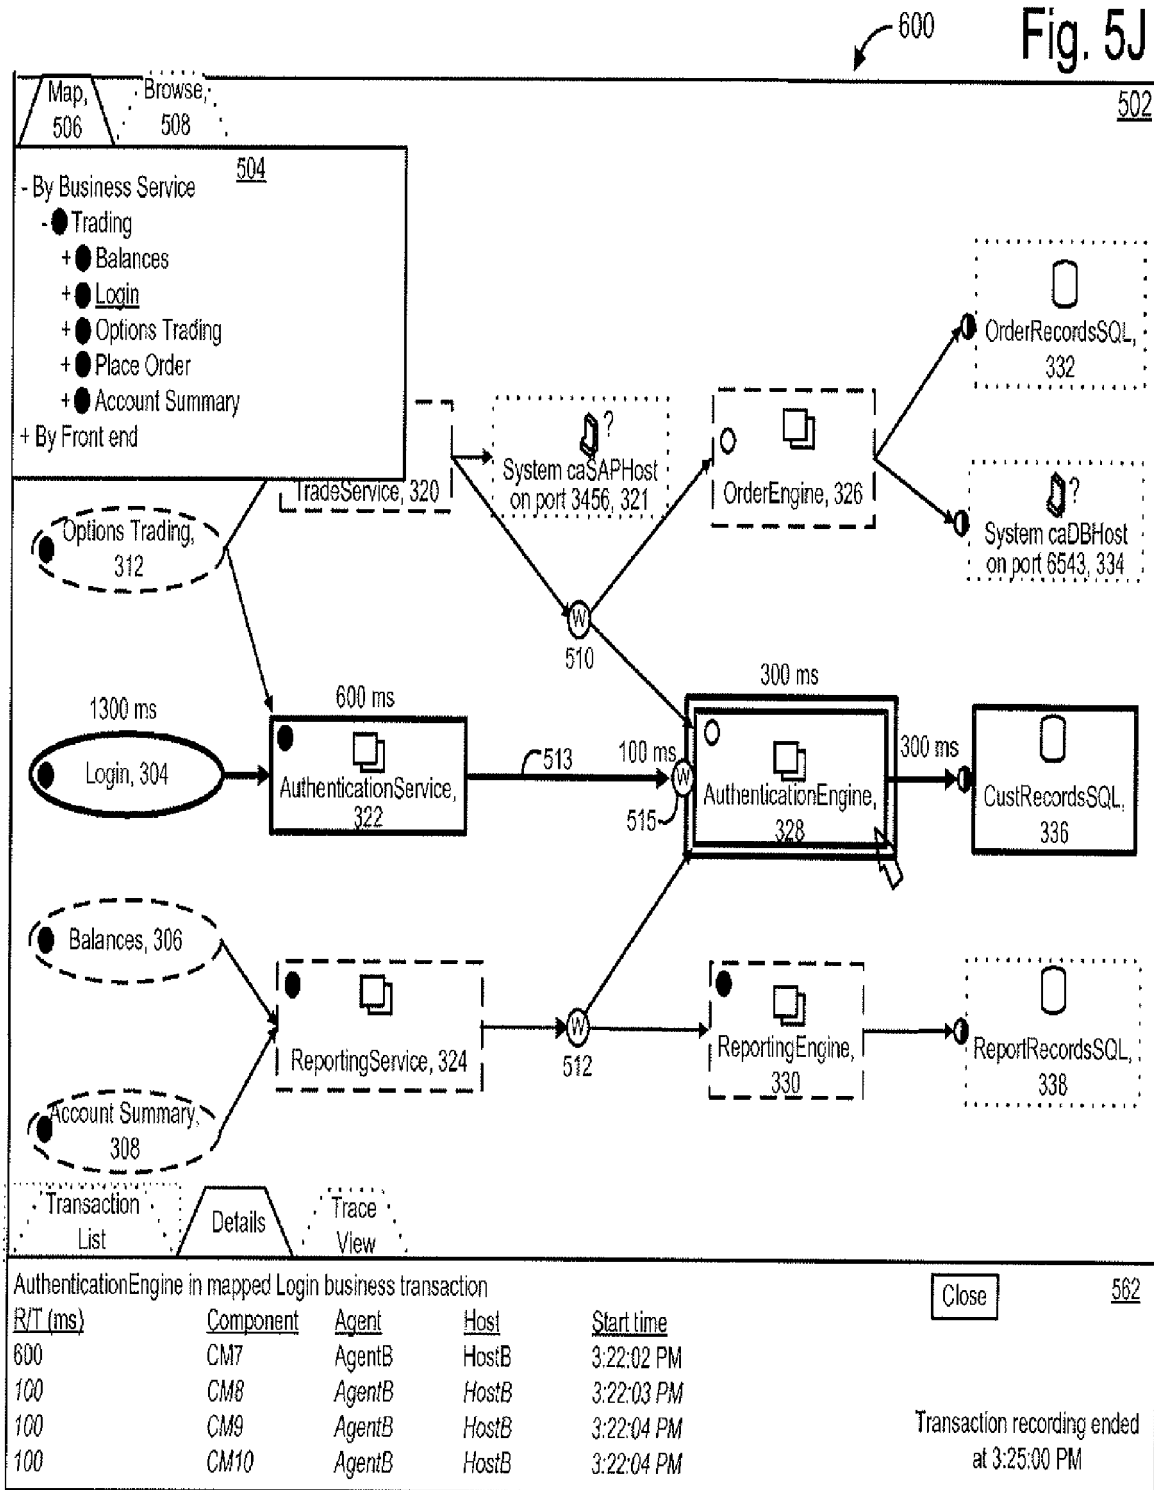 600
Fig. 5J
Map,
506
Browse,
508
502
504
- By Business Service
- Trading
+ Balances
+ Login
+ Options Trading
+ Place Order
+ Account Summary
+ By Front end
TradeService, 320
?
System caSAPHost
on port 3456, 321
OrderEngine, 326
OrderRecordsSQL,
332
?
System caDBHost
on port 6543, 334
Options Trading,
312
W
510
1300 ms
Login, 304
600 ms
AuthenticationService,
322
513
100 ms
W
515
300 ms
AuthenticationEngine,
328
300 ms
CustRecordsSQL,
336
Balances, 306
ReportingService, 324
W
512
ReportingEngine,
330
ReportRecordsSQL,
338
Account Summary,
308
Transaction
List
Details
Trace
View
AuthenticationEngine in mapped Login business transaction
Close
562
R/T (ms) Component Agent Host Start time
600 CM7 AgentB HostB 3:22:02 PM
100 CM8 AgentB HostB 3:22:03 PM
100 CM9 AgentB HostB 3:22:04 PM
100 CM10 AgentB HostB 3:22:04 PM
Transaction recording ended
at 3:25:00 PM